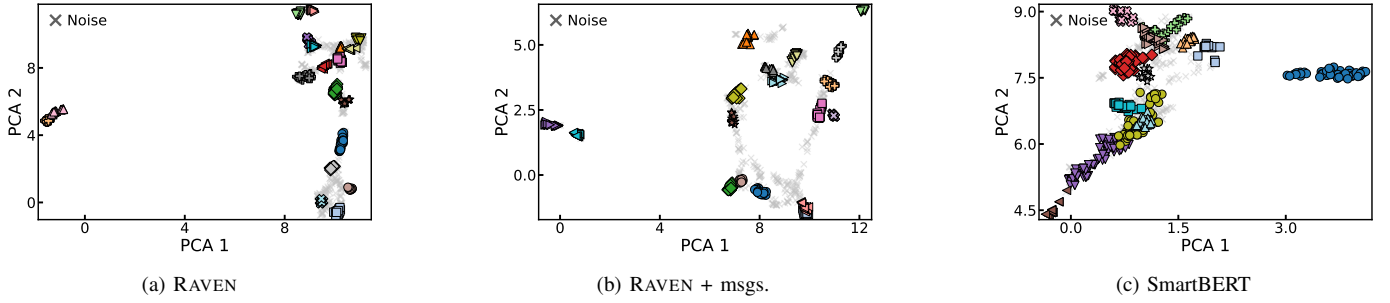 Noise
8
4
0
PCA 2
0
4
8
PCA 1
(a) RAVEN
Noise
5.0
2.5
0.0
PCA 2
0
4
8
12
PCA 1
(b) RAVEN + msgs.
Noise
9.0
7.5
6.0
4.5
PCA 2
0.0
1.5
3.0
PCA 1
(c) SmartBERT